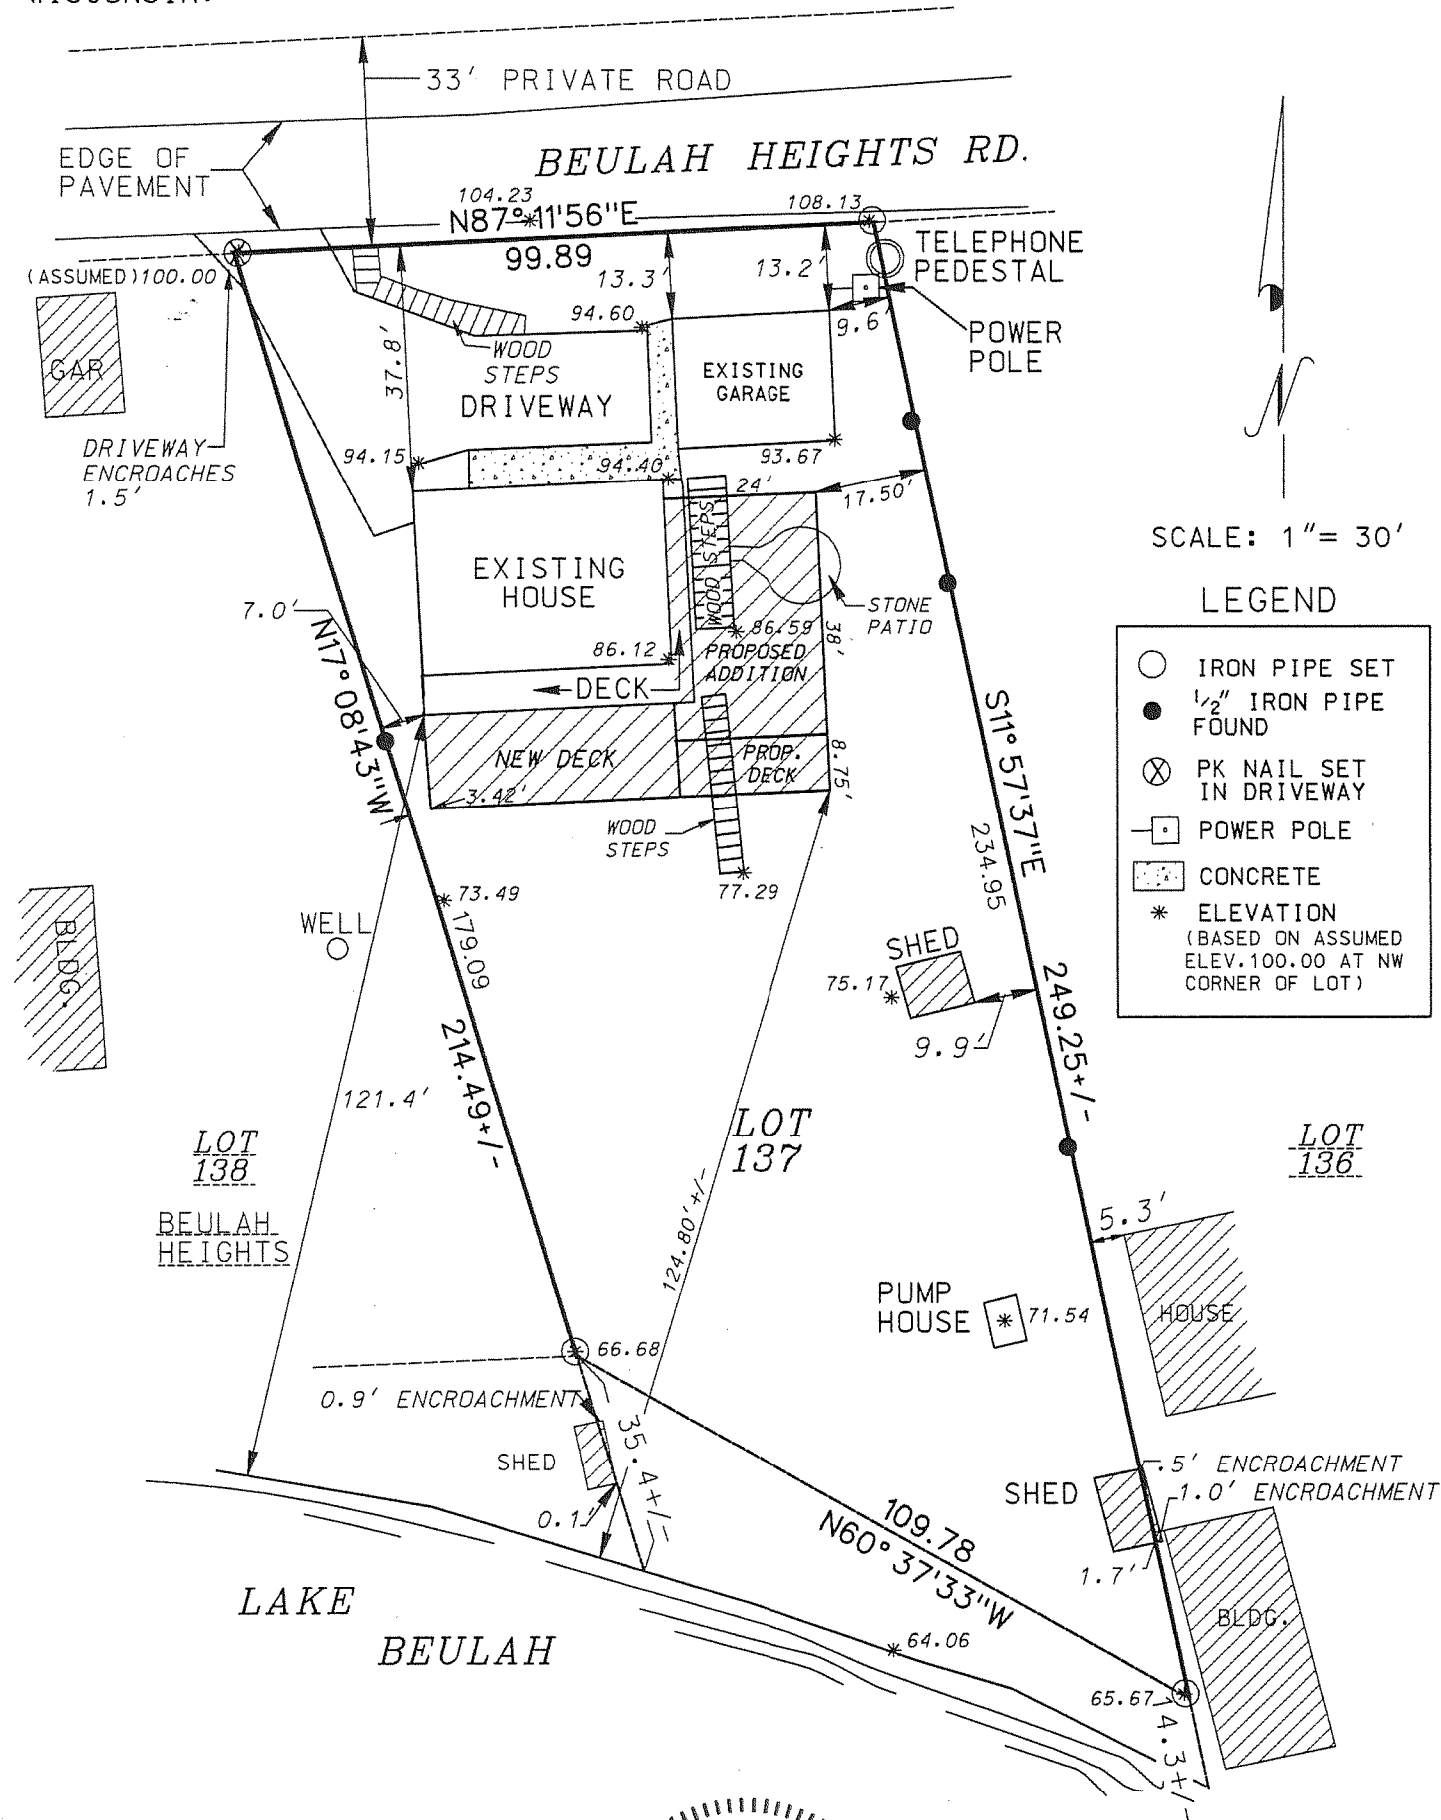 33' PRIVATE ROAD
EDGE OF
PAVEMENT
BEULAH HEIGHTS RD.
104.23
N87°11'56"E
108.13
99.89
(ASSUMED)100.00
TELEPHONE
PEDESTAL
13.3'
13.2'
9.6'
POWER
POLE
GAR
37.8'
94.60
WOOD
STEPS
DRIVEWAY
EXISTING
GARAGE
DRIVEWAY
ENCROACHES
1.5'
94.15
94.40
93.67
24'
17.50'
SCALE: 1"= 30'
EXISTING
HOUSE
WOOD STEPS
STONE
PATIO
7.0'
N17°08'43"W
86.12
86.59
38'
PROPOSED
ADDITION
DECK
NEW DECK
PROP.
DECK
8.75'
3.42'
WOOD
STEPS
77.29
S11°57'37"E
234.95
LEGEND
IRON PIPE SET
1/2" IRON PIPE
FOUND
PK NAIL SET
IN DRIVEWAY
POWER POLE
CONCRETE
ELEVATION
(BASED ON ASSUMED
ELEV.100.00 AT NW
CORNER OF LOT)
N
73.49
179.09
WELL
BLDG.
SHED
75.17
9.9'
249.25+/-
214.49+/-
121.4'
LOT
138
BEULAH
HEIGHTS
LOT
137
124.80'+/-
LOT
136
5.3'
HOUSE
PUMP
HOUSE
71.54
66.68
0.9' ENCROACHMENT
SHED
35.4+/-
0.1'
SHED
.5' ENCROACHMENT
1.0' ENCROACHMENT
1.7'
BLDG.
109.78
N60°37'33"W
LAKE
BEULAH
64.06
65.67
14.3+/-